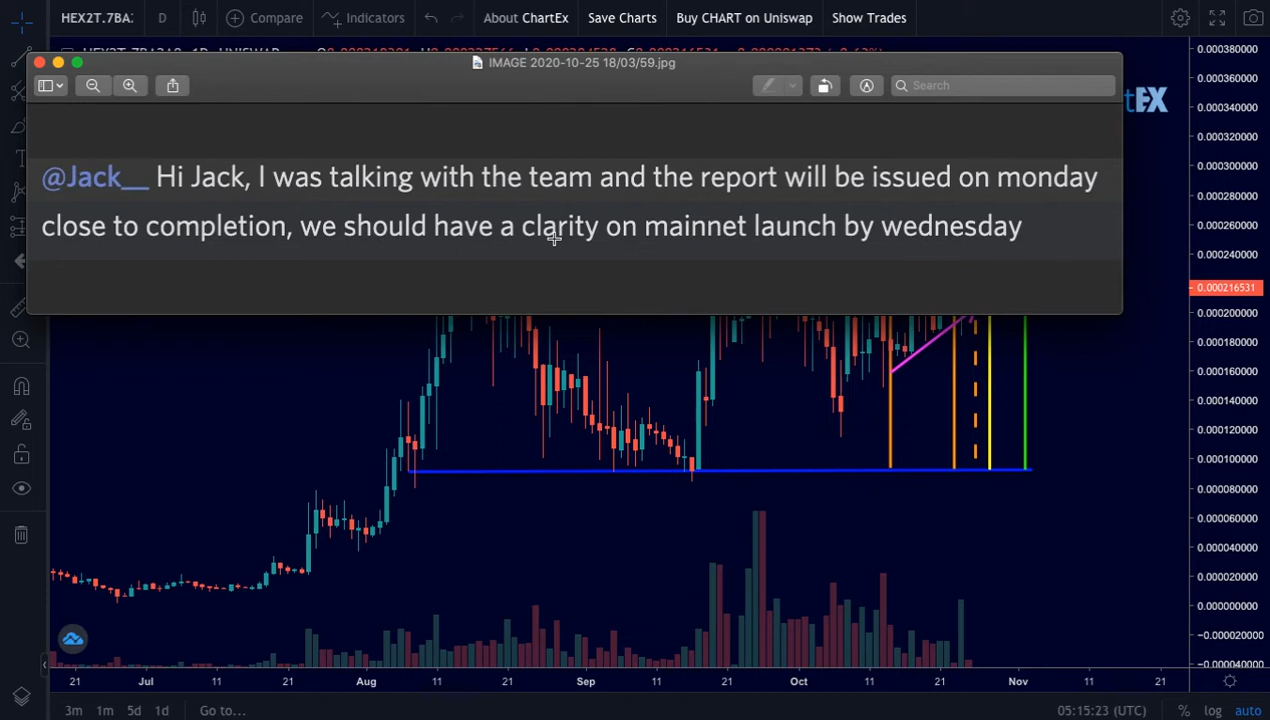 HEX2T.7BA: D Compare Indicators About ChartEx Save Charts Buy CHART on Uniswap Show Trades
IMAGE 2020-10-25 18/03/59.jpg
Search
EX
@Jack__ Hi Jack, I was talking with the team and the report will be issued on monday
close to completion, we should have a clarity on mainnet launch by wednesday
0.000380000
0.000360000
0.000340000
0.000320000
0.000300000
0.000280000
0.000260000
0.000240000
0.000216531
0.000200000
0.000180000
0.000160000
0.000140000
0.000120000
0.000100000
0.000080000
0.000060000
0.000040000
0.000020000
0.000000000
−0.000020000
−0.000040000
21 Jul 11 21 Aug 11 21 Sep 11 21 Oct 11 21 Nov 11 21
3m 1m 5d 1d Go to... 05:15:23 (UTC) % log auto